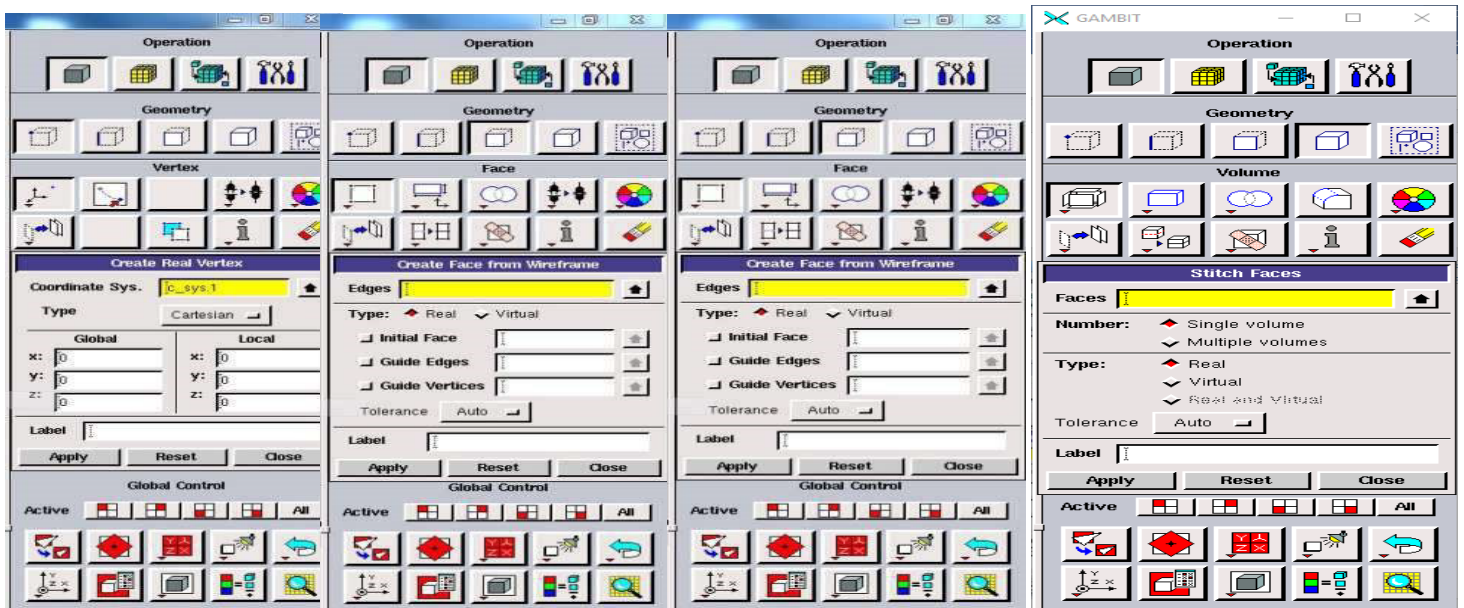 Operation
Geometry
Vertex
Create Real Vertex
Coordinate Sys. c_sys.1
Type Cartesian
Global Local
x: 0 x: 0
y: 0 y: 0
z: 0 z: 0
Label
Apply Reset Close
Global Control
Active All
Operation
Geometry
Face
Create Face from Wireframe
Edges
Type: Real Virtual
Initial Face
Guide Edges
Guide Vertices
Tolerance Auto
Label
Apply Reset Close
Global Control
Active All
Operation
Geometry
Face
Create Face from Wireframe
Edges
Type: Real Virtual
Initial Face
Guide Edges
Guide Vertices
Tolerance Auto
Label
Apply Reset Close
Global Control
Active All
GAMBIT
Operation
Geometry
Volume
Stitch Faces
Faces
Number: Single volume
Multiple volumes
Type: Real
Virtual
Real and Virtual
Tolerance Auto
Label
Apply Reset Close
Active All